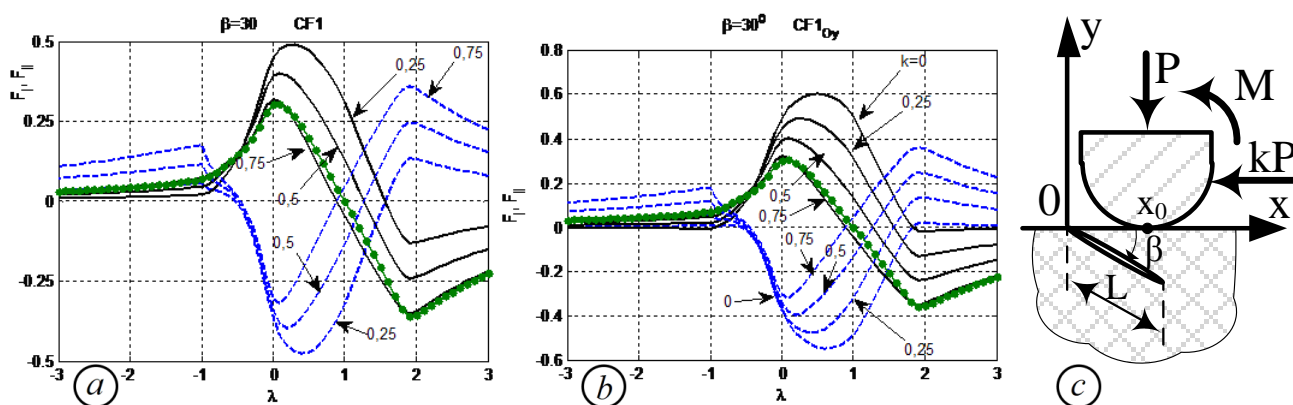 β=30 CF1
F_I, F_II
0.5
0.25
0
-0.25
-0.5
-3 -2 -1 0 1 2 3
λ
0,25
0,75
0,75
0,5
0,5
0,25
a
β=30⁰ CF1_Oy
F_I, F_II
0.8
0.6
0.4
0.2
0
-0.2
-0.4
-0.6
-3 -2 -1 0 1 2 3
λ
k=0
0,25
0,5
0,75
0,75
0,5
0
0,25
b
y
P
M
kP
0
x₀
x
β
L
c